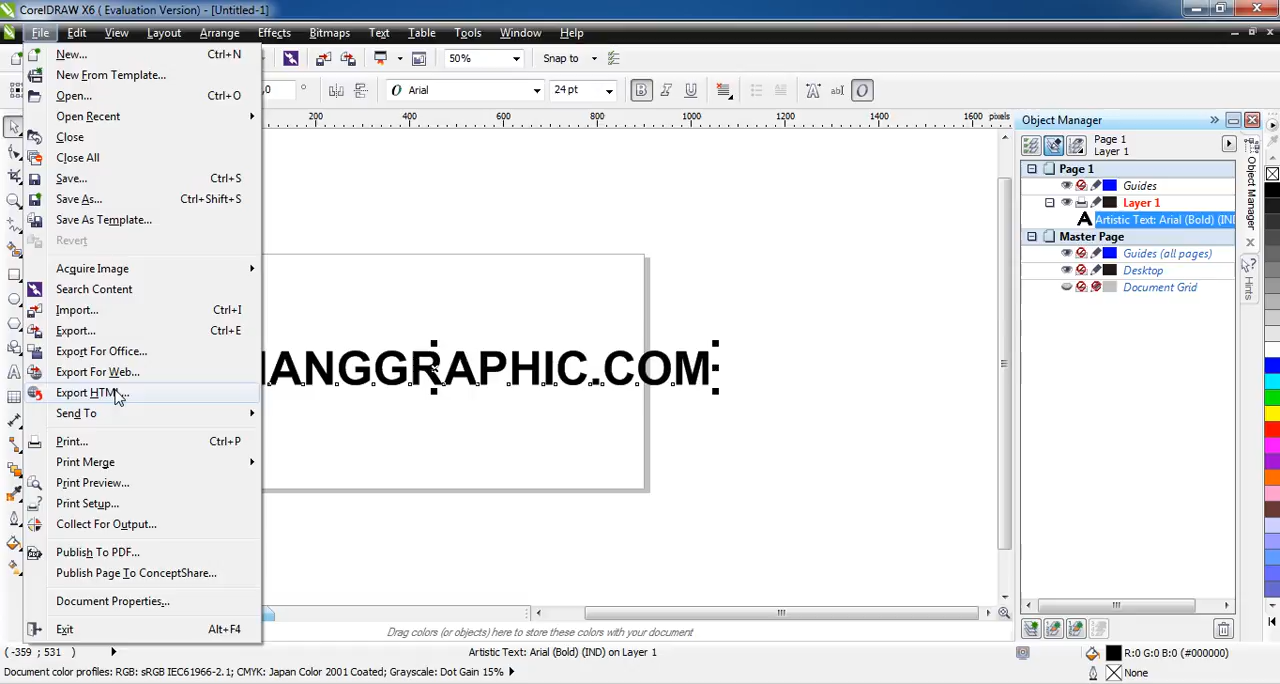 CorelDRAW X6 ( Evaluation Version) - [Untitled-1]
File Edit View Layout Arrange Effects Bitmaps Text Table Tools Window Help
50% Snap to
,0 O Arial 24 pt B I U A abI O
200 400 600 800 1000 1200 1400 1600 pixels
New... Ctrl+N
New From Template...
Open... Ctrl+O
Open Recent
Close
Close All
Save... Ctrl+S
Save As... Ctrl+Shift+S
Save As Template...
Revert
Acquire Image
Search Content
Import... Ctrl+I
Export... Ctrl+E
Export For Office...
Export For Web...
Export HTM...
Send To
Print... Ctrl+P
Print Merge
Print Preview...
Print Setup...
Collect For Output...
Publish To PDF...
Publish Page To ConceptShare...
Document Properties...
Exit Alt+F4
IANGGRAPHIC.COM
Object Manager
Page 1
Layer 1
Page 1
Guides
Layer 1
A Artistic Text: Arial (Bold) (IND
Master Page
Guides (all pages)
Desktop
Document Grid
Object Manager
Hints
Drag colors (or objects) here to store these colors with your document
( -359 ; 531 ) Artistic Text: Arial (Bold) (IND) on Layer 1 R:0 G:0 B:0 (#000000)
Document color profiles: RGB: sRGB IEC61966-2.1; CMYK: Japan Color 2001 Coated; Grayscale: Dot Gain 15% None